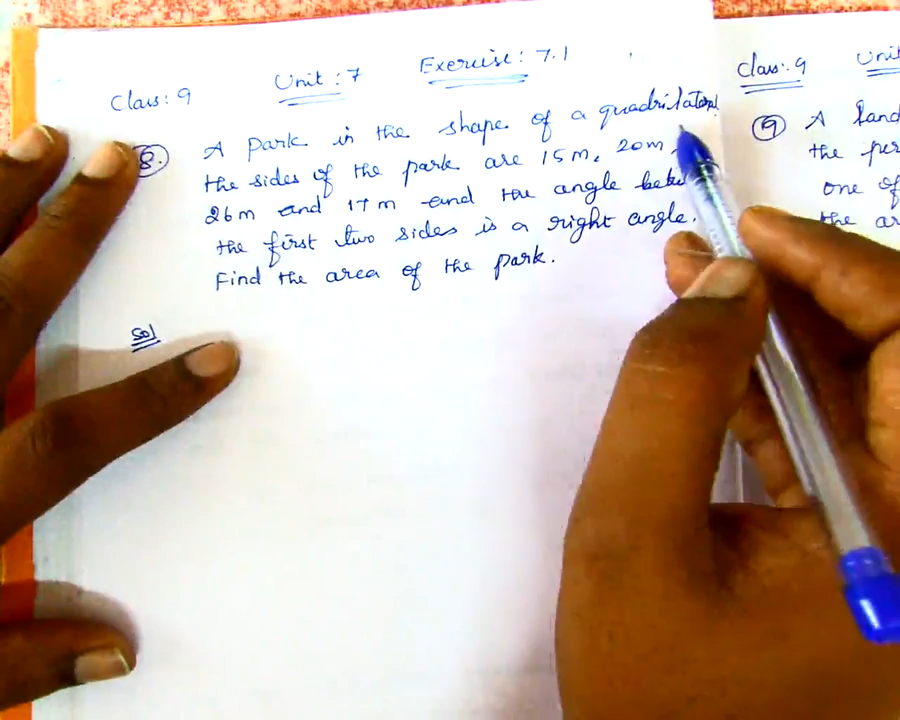 Class: 9 Unit : 7 Exercise: 7.1
8. A park in the shape of a quadrilateral.
the sides of the park are 15m, 20m,
26m and 17m and the angle
the first two sides is a right angle.
Find the area of the park.
Sol
Class: 9
9 A
the
one of
the